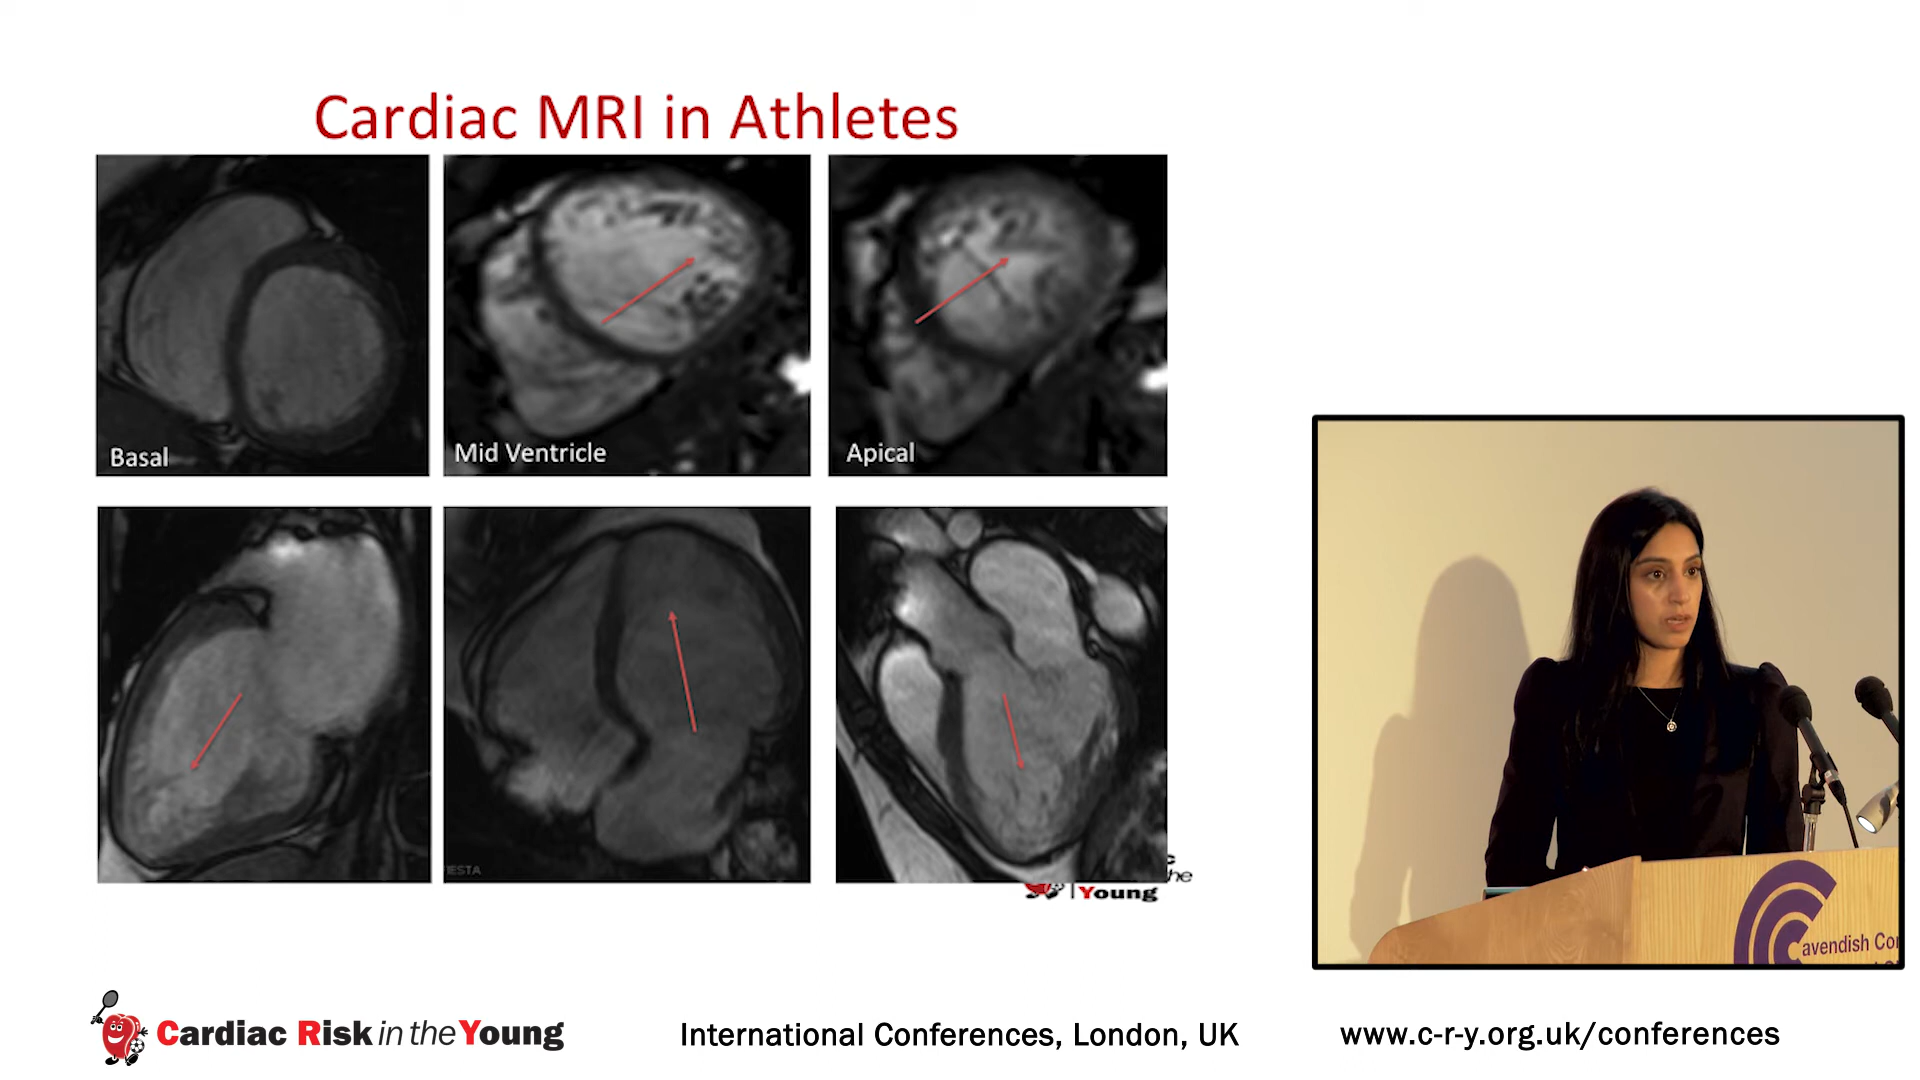 Cardiac MRI in Athletes
Basal
Mid Ventricle
Apical
Young
avendish
Cardiac Risk in the Young
International Conferences, London, UK
www.c-r-y.org.uk/conferences